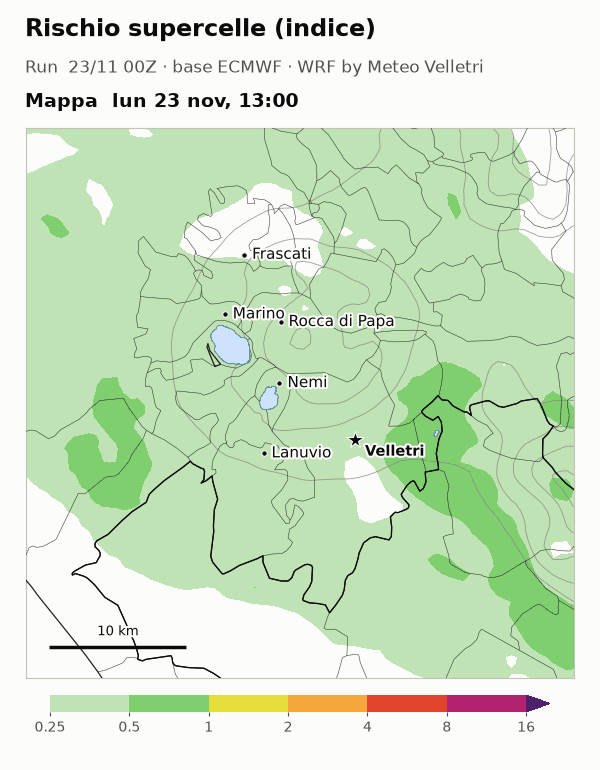 Rischio supercelle (indice)
Run 23/11 00Z · base ECMWF · WRF by Meteo Velletri
Mappa lun 23 nov, 13:00
Frascati
Marino
Rocca di Papa
Nemi
Velletri
Lanuvio
10 km
0.25 0.5 1 2 4 8 16